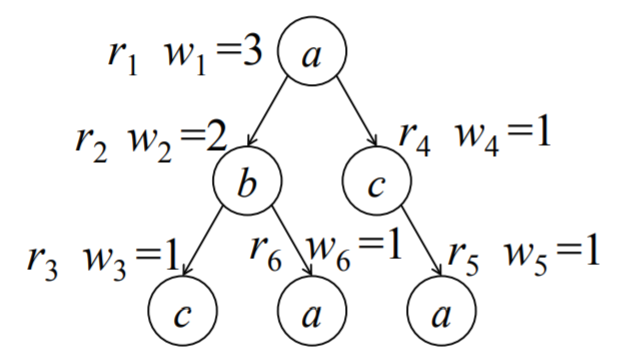 r₁ w₁=3 a
r₂ w₂=2 b r₄ w₄=1 c
r₃ w₃=1 c r₆ w₆=1 a r₅ w₅=1 a